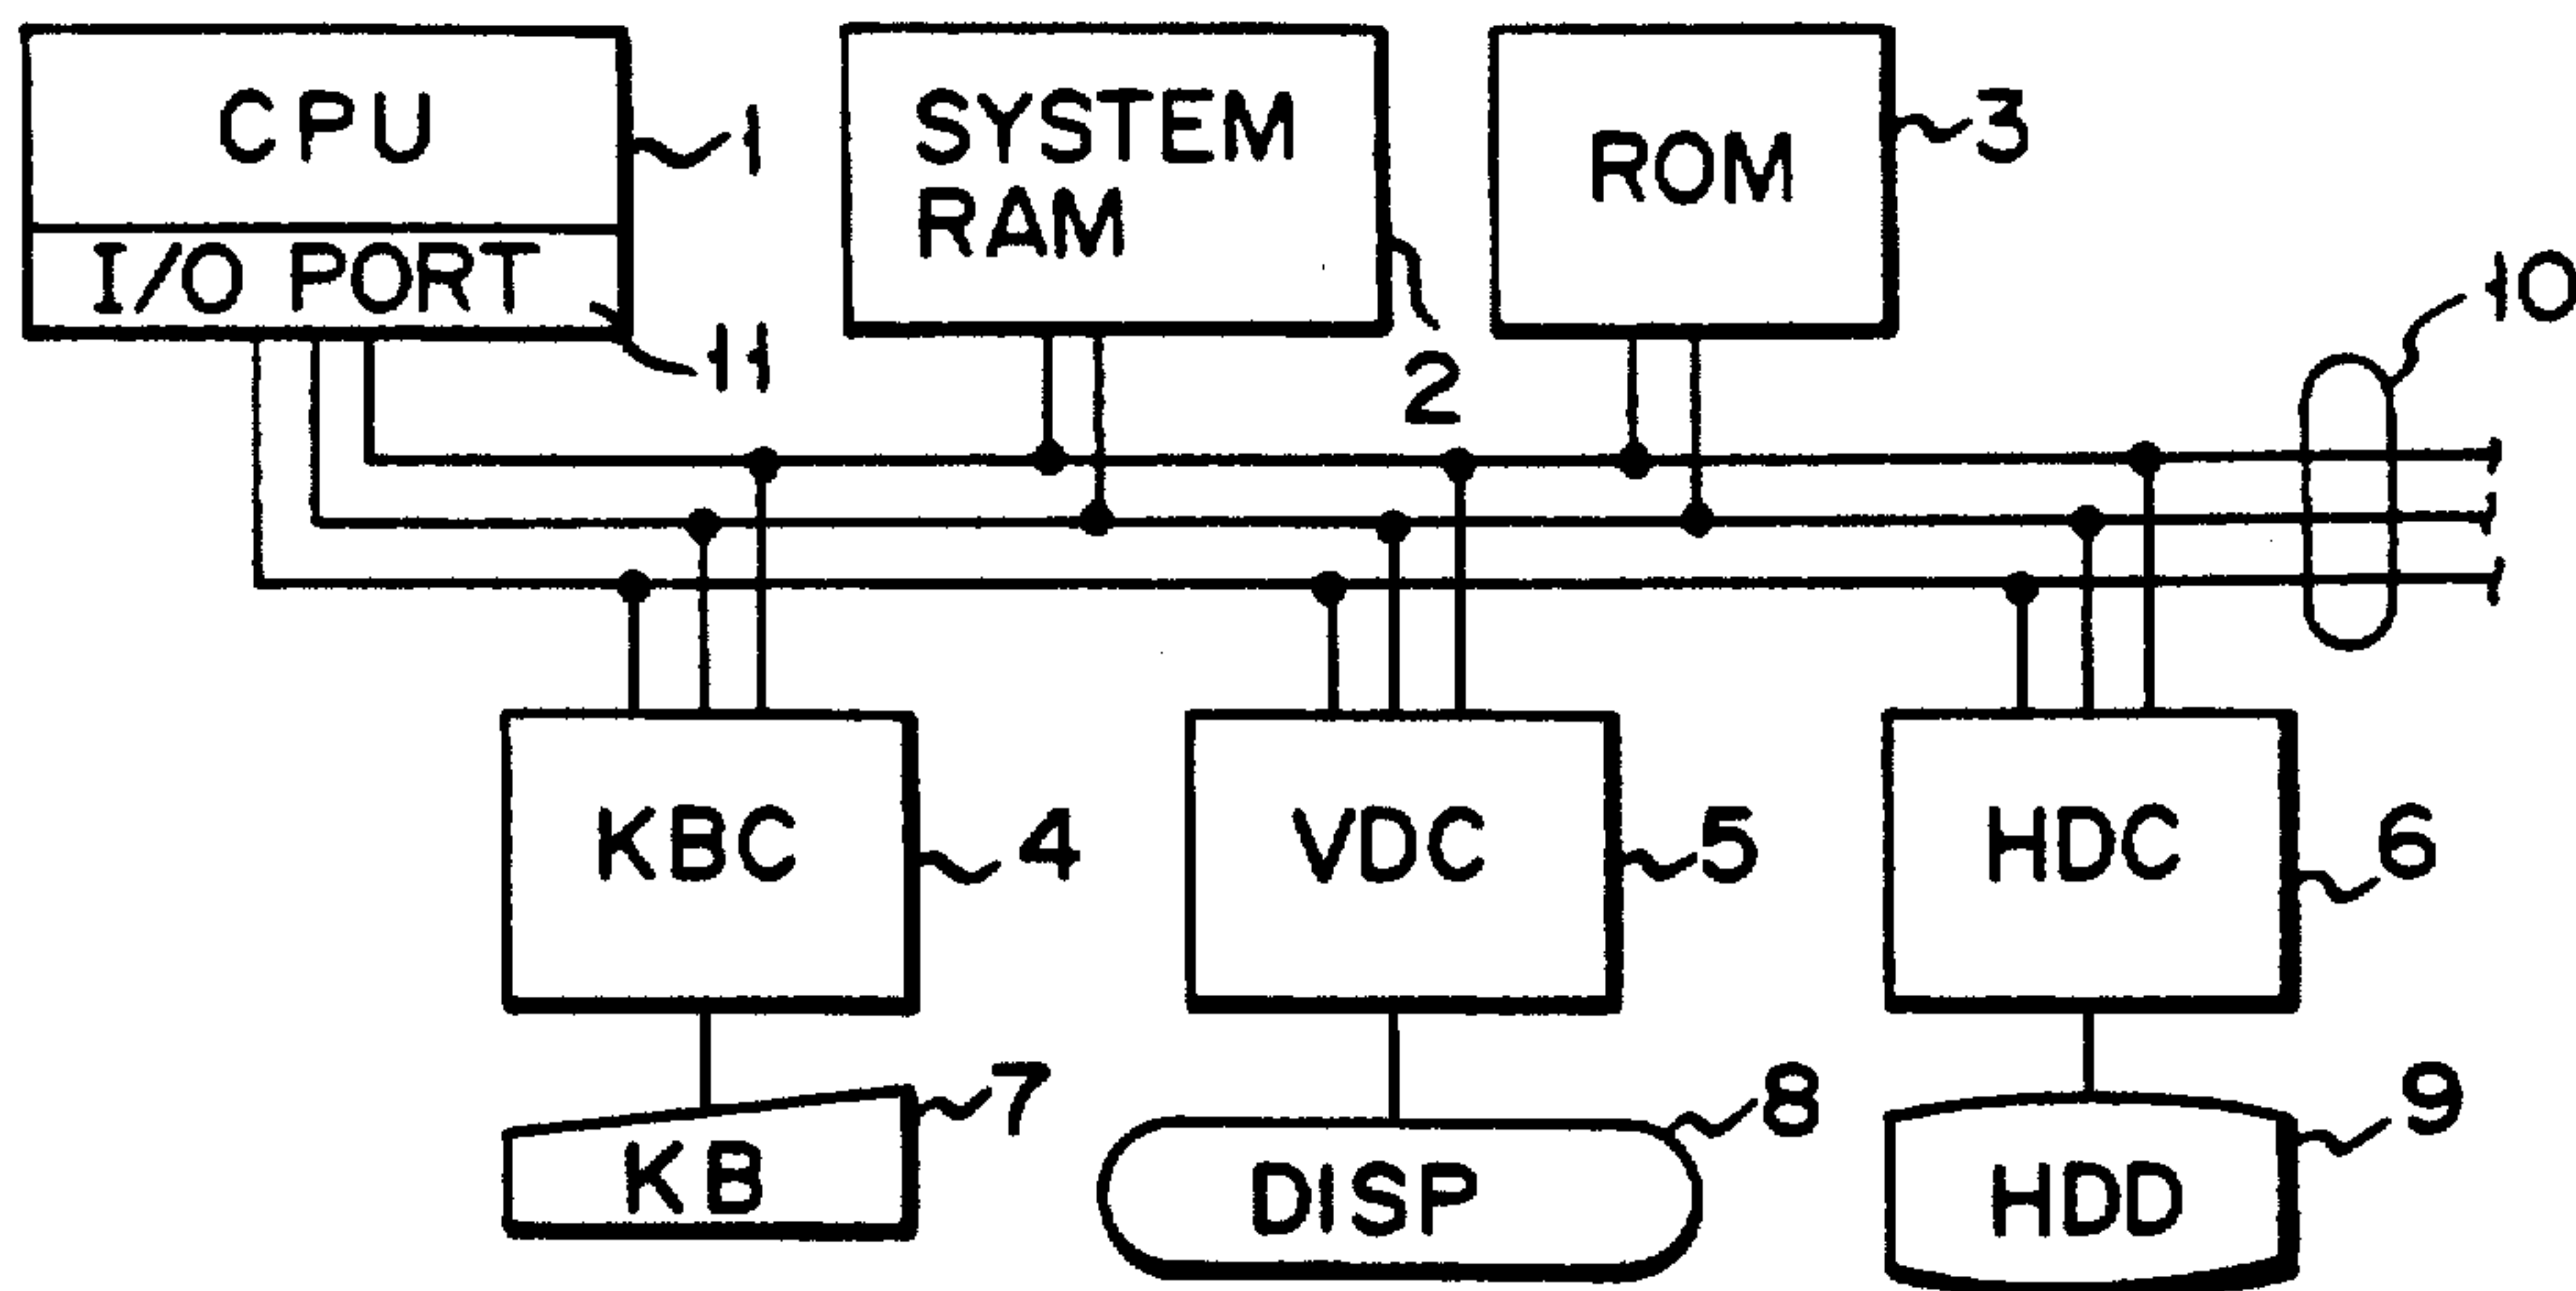 CPU
1
I/O PORT
11
SYSTEM
RAM
2
ROM
3
10
KBC
4
VDC
5
HDC
6
KB
7
DISP
8
HDD
9